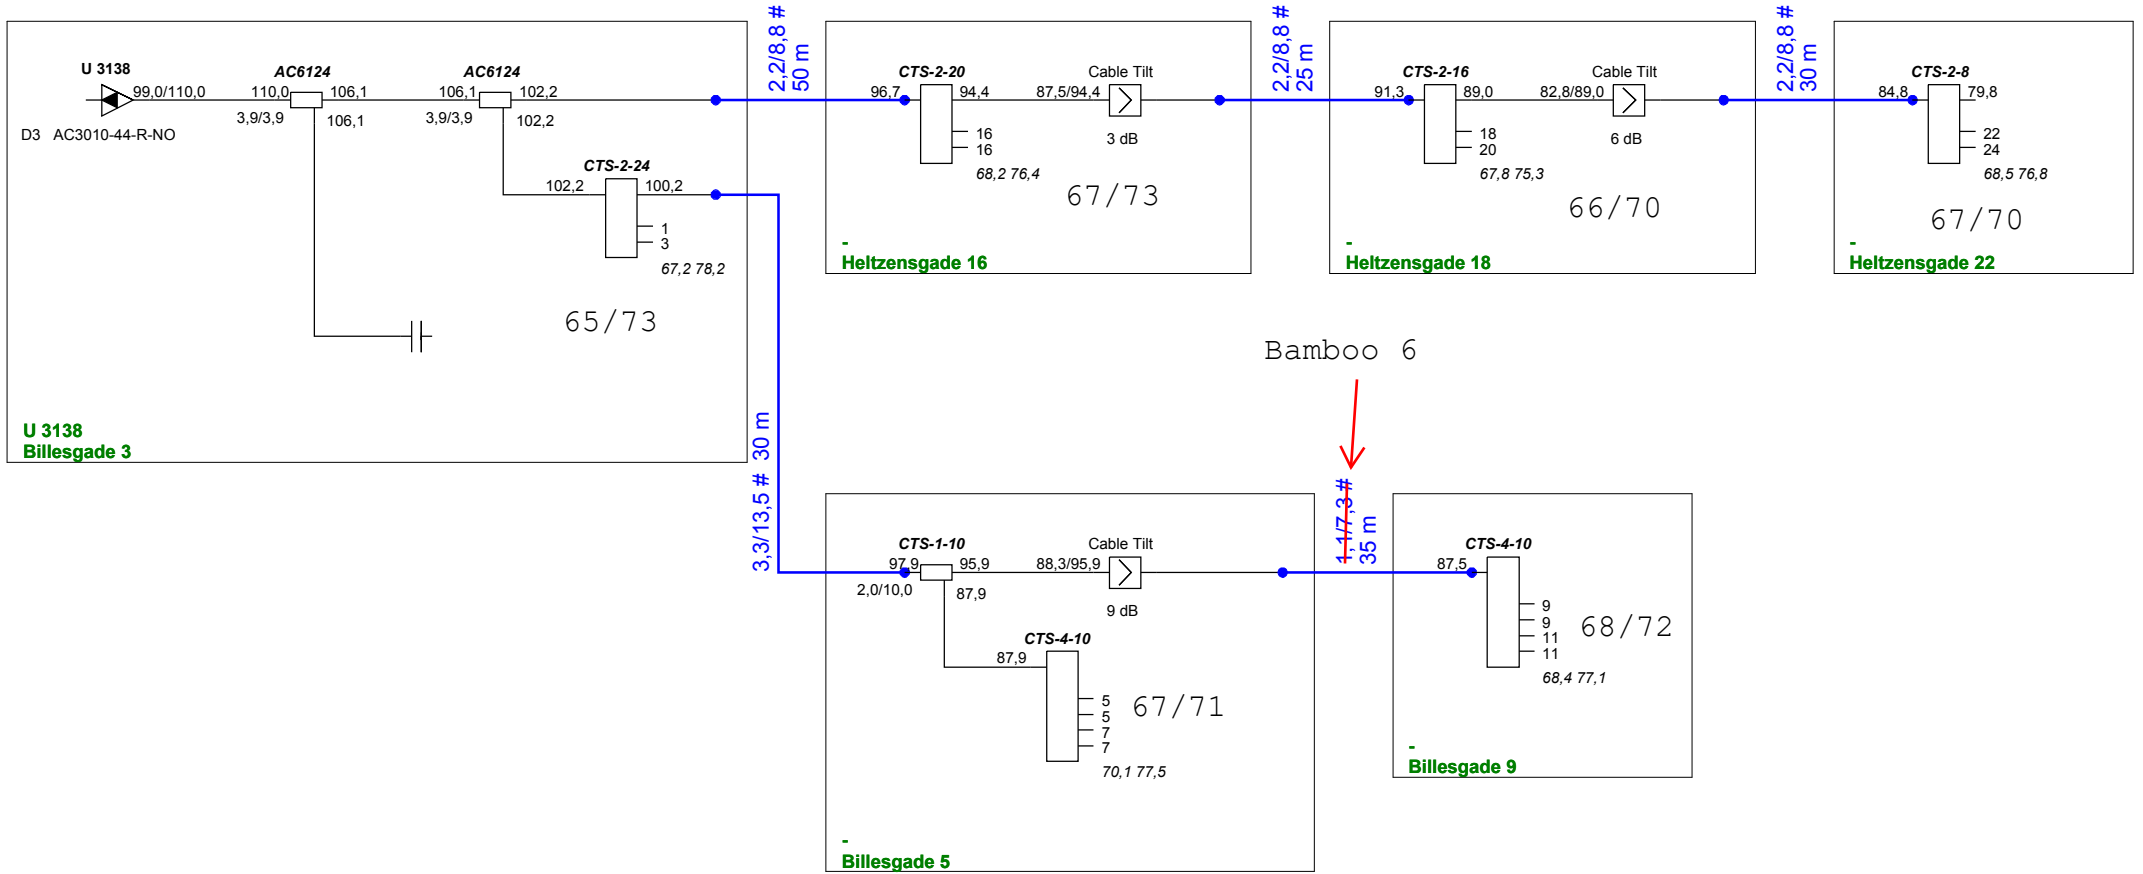 U 3138
99,0/110,0
D3 AC3010-44-R-NO
AC6124
110,0
106,1
3,9/3,9
106,1
AC6124
106,1
102,2
3,9/3,9
102,2
CTS-2-24
102,2
100,2
1
3
67,2 78,2
65/73
U 3138
Billesgade 3
2,2/8,8 #
50 m
CTS-2-20
96,7
94,4
16
16
68,2 76,4
Cable Tilt
87,5/94,4
3 dB
67/73
-
Heltzensgade 16
2,2/8,8 #
25 m
CTS-2-16
91,3
89,0
18
20
67,8 75,3
Cable Tilt
82,8/89,0
6 dB
66/70
-
Heltzensgade 18
2,2/8,8 #
30 m
CTS-2-8
84,8
79,8
22
24
68,5 76,8
67/70
-
Heltzensgade 22
3,3/13,5 # 30 m
CTS-1-10
97,9
95,9
2,0/10,0
87,9
Cable Tilt
88,3/95,9
9 dB
CTS-4-10
87,9
5
5
7
7
70,1 77,5
67/71
-
Billesgade 5
Bamboo 6
1,1/7,3 #
35 m
CTS-4-10
87,5
9
9
11
11
68,4 77,1
68/72
-
Billesgade 9